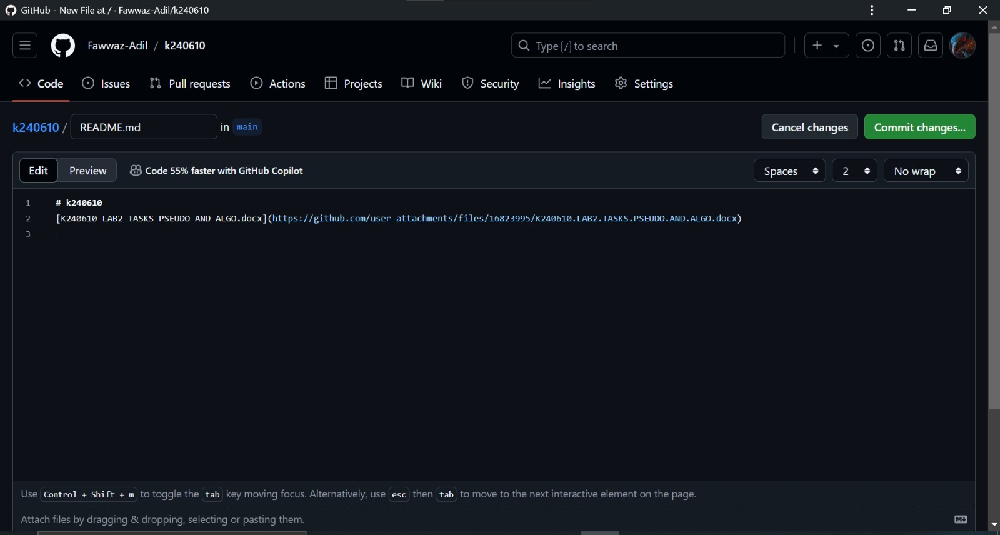 GitHub - New File at / · Fawwaz-Adil/k240610
Fawwaz-Adil / k240610
Type / to search
Code Issues Pull requests Actions Projects Wiki Security Insights Settings
k240610 / README.md in main
Cancel changes Commit changes...
Edit Preview Code 55% faster with GitHub Copilot
Spaces 2 No wrap
1 # k240610
2 [K240610 LAB2 TASKS PSEUDO AND ALGO.docx](https://github.com/user-attachments/files/16823995/K240610.LAB2.TASKS.PSEUDO.AND.ALGO.docx)
3
Use Control + Shift + m to toggle the tab key moving focus. Alternatively, use esc then tab to move to the next interactive element on the page.
Attach files by dragging & dropping, selecting or pasting them.